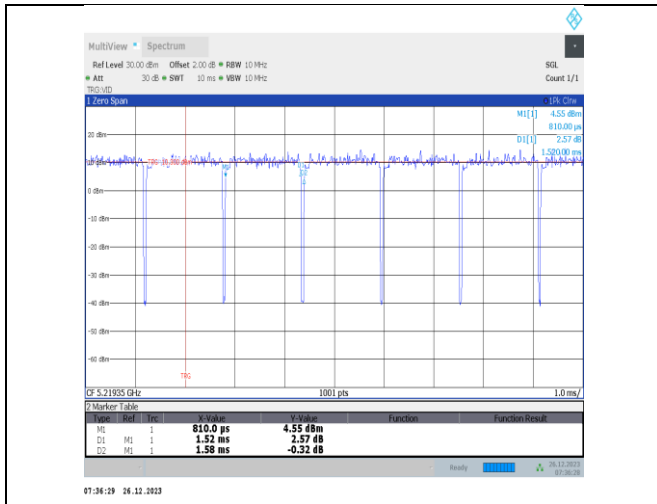 MultiView Spectrum
Ref Level 30.00 dBm Offset 2.00 dB RBW 10 MHz SGL
Att 30 dB SWT 10 ms VBW 10 MHz Count 1/1
TRG:VID
1 Zero Span 1Pk Clrw
M1[1] 4.55 dBm
810.00 µs
D1[1] 2.57 dB
1.52000 ms
20 dBm
0 dBm
-10 dBm
-20 dBm
-30 dBm
-40 dBm
-50 dBm
-60 dBm
TRG
CF 5.21935 GHz 1001 pts 1.0 ms/
2 Marker Table
Type Ref Trc X-Value Y-Value Function Function Result
M1 1 810.0 µs 4.55 dBm
D1 M1 1 1.52 ms 2.57 dB
D2 M1 1 1.58 ms -0.32 dB
Ready 26.12.2023
07:36:28
07:36:29 26.12.2023